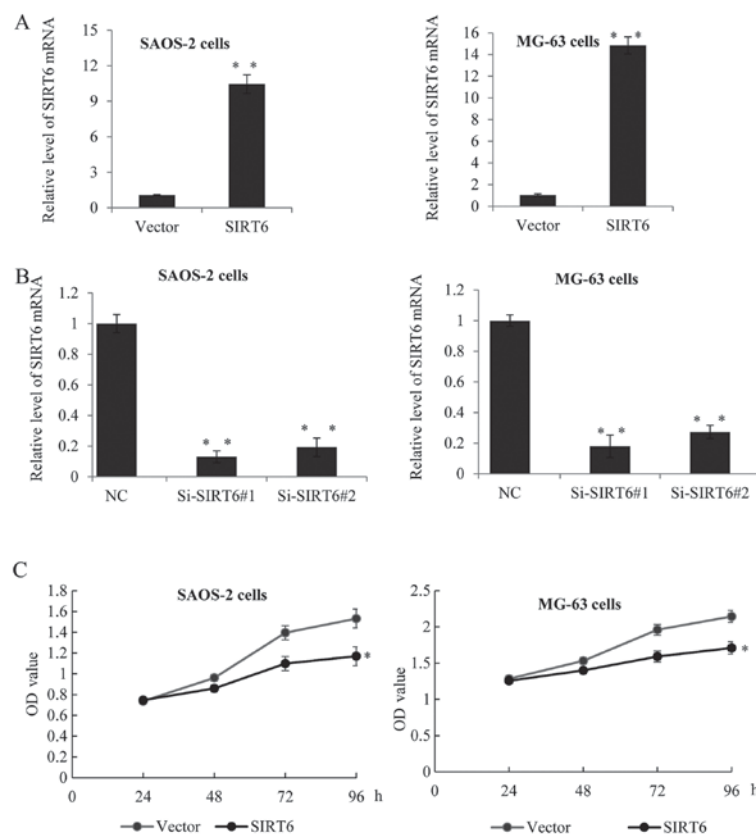 A
SAOS-2 cells
Relative level of SIRT6 mRNA
15
12
9
6
3
0
* *
Vector
SIRT6
MG-63 cells
Relative level of SIRT6 mRNA
16
14
12
10
8
6
4
2
0
* *
Vector
SIRT6
B
SAOS-2 cells
Relative level of SIRT6 mRNA
1.2
1
0.8
0.6
0.4
0.2
0
* *
* *
NC
Si-SIRT6#1
Si-SIRT6#2
MG-63 cells
Relative level of SIRT6 mRNA
1.2
1
0.8
0.6
0.4
0.2
0
* *
* *
NC
Si-SIRT6#1
Si-SIRT6#2
C
SAOS-2 cells
OD value
1.8
1.6
1.4
1.2
1
0.8
0.6
0.4
0.2
0
*
0 24 48 72 96 h
Vector
SIRT6
MG-63 cells
OD value
2.5
2
1.5
1
0.5
0
*
0 24 48 72 96 h
Vector
SIRT6